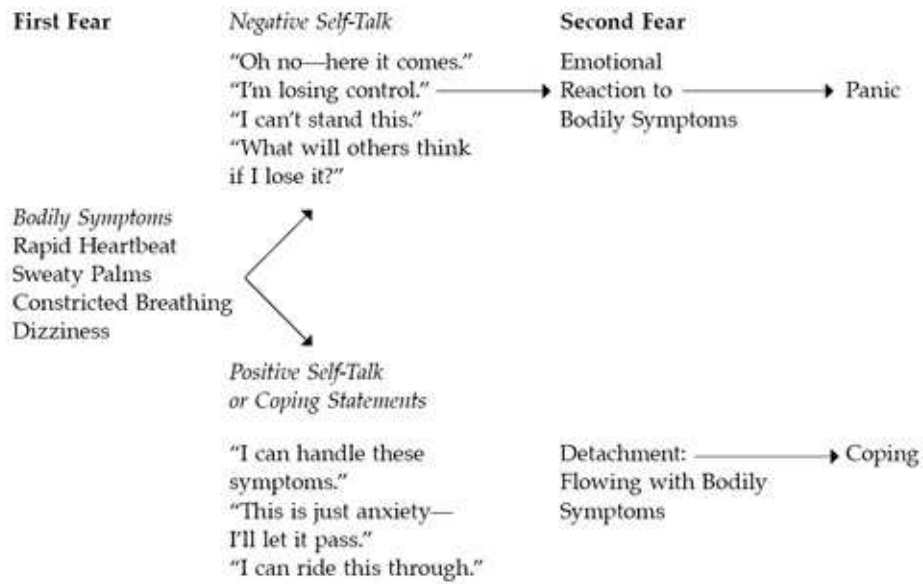 First Fear
Negative Self-Talk
Second Fear
“Oh no—here it comes.”
“I'm losing control.”
“I can't stand this.”
“What will others think
if I lose it?”
Emotional
Reaction to
Bodily Symptoms
Panic
Bodily Symptoms
Rapid Heartbeat
Sweaty Palms
Constricted Breathing
Dizziness
Positive Self-Talk
or Coping Statements
“I can handle these
symptoms.”
“This is just anxiety—
I'll let it pass.”
“I can ride this through.”
Detachment:
Flowing with Bodily
Symptoms
Coping